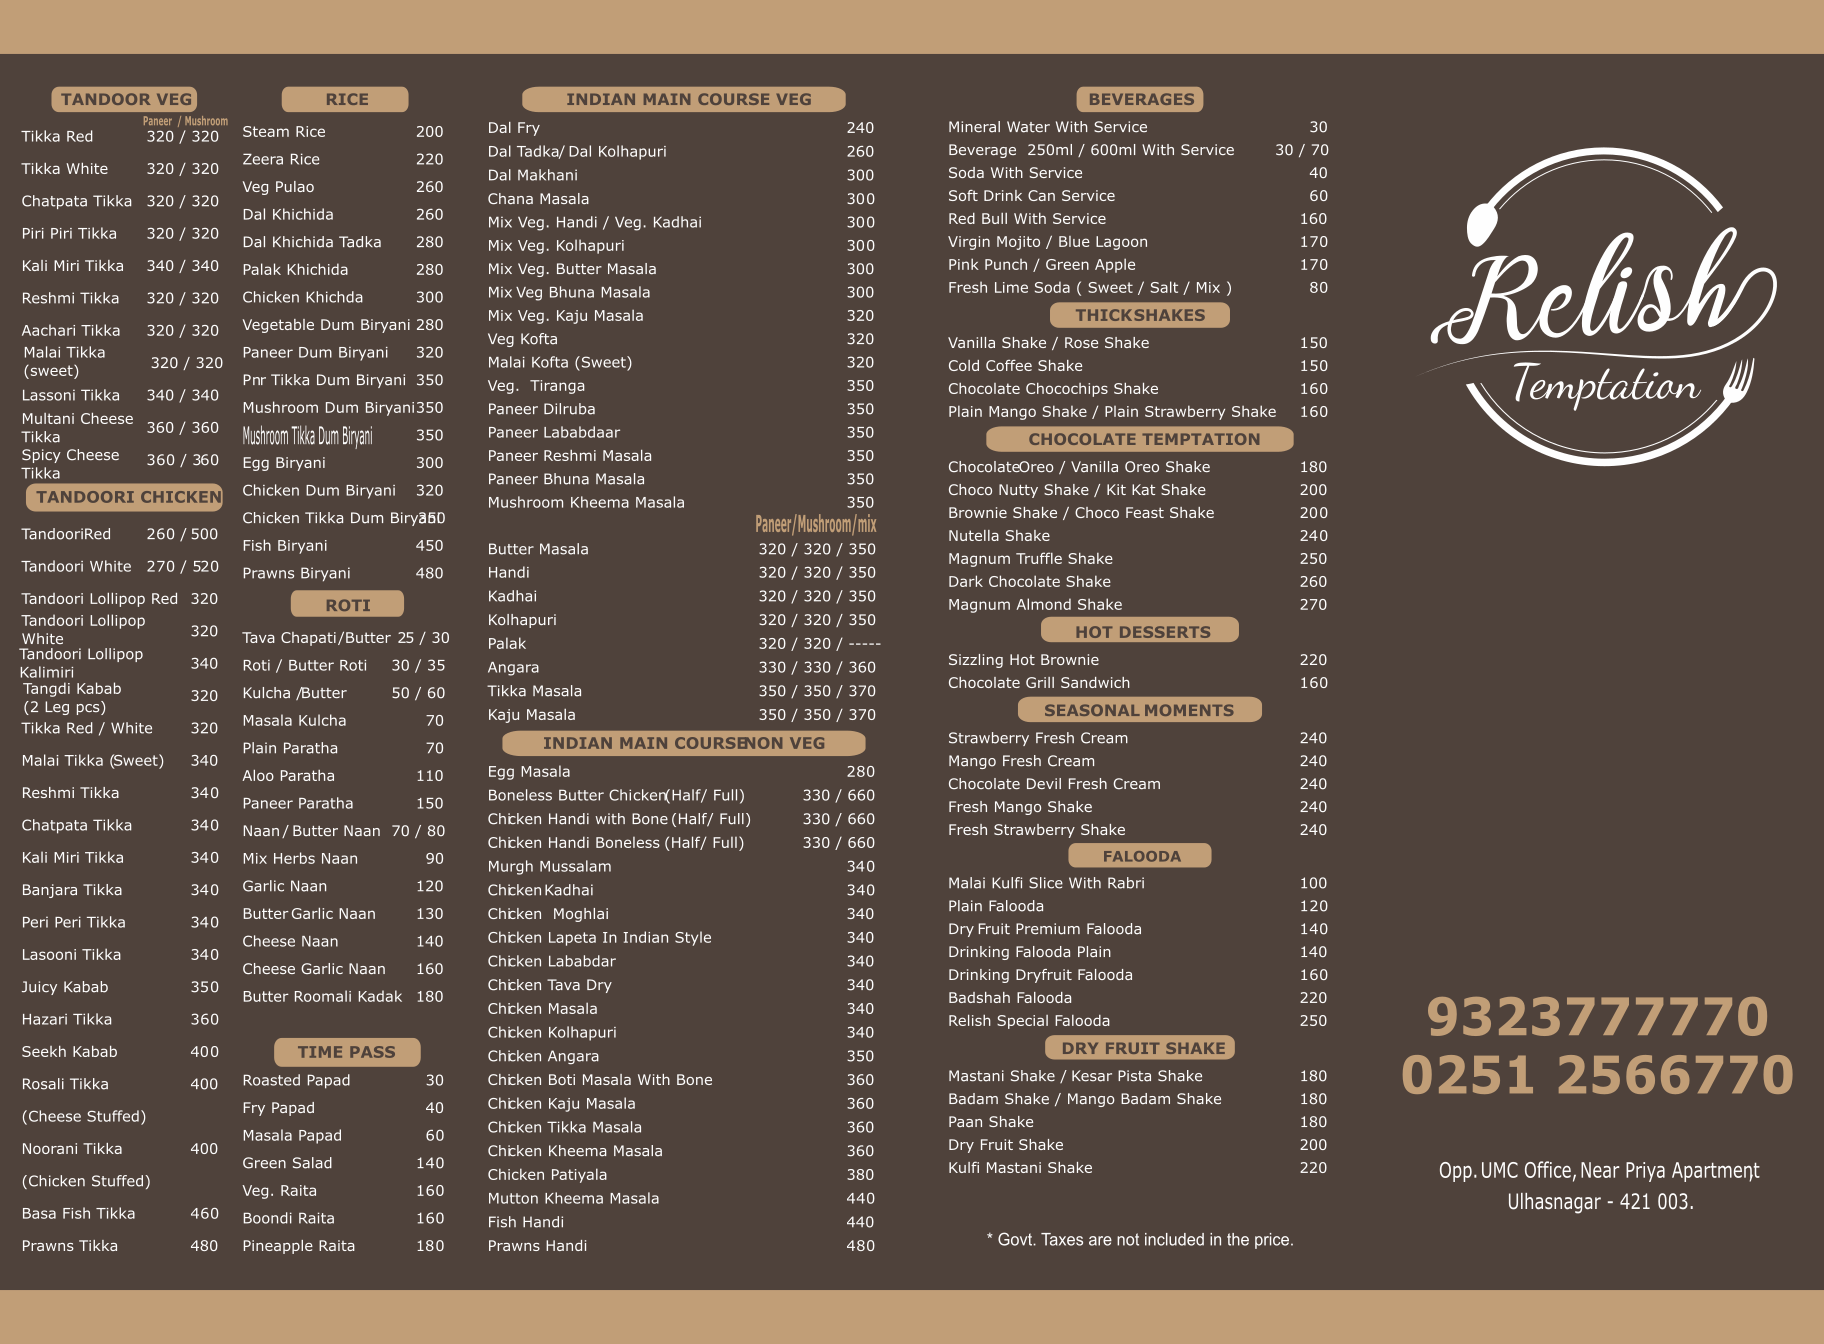 TANDOOR VEG
Paneer / Mushroom
Tikka Red 320 / 320
Tikka White 320 / 320
Chatpata Tikka 320 / 320
Piri Piri Tikka 320 / 320
Kali Miri Tikka 340 / 340
Reshmi Tikka 320 / 320
Aachari Tikka 320 / 320
Malai Tikka
(sweet) 320 / 320
Lassoni Tikka 340 / 340
Multani Cheese
Tikka 360 / 360
Spicy Cheese
Tikka 360 / 360
TANDOORI CHICKEN
TandooriRed 260 / 500
Tandoori White 270 / 520
Tandoori Lollipop Red 320
Tandoori Lollipop
White 320
Tandoori Lollipop
Kalimiri 340
Tangdi Kabab
(2 Leg pcs) 320
Tikka Red / White 320
Malai Tikka (Sweet) 340
Reshmi Tikka 340
Chatpata Tikka 340
Kali Miri Tikka 340
Banjara Tikka 340
Peri Peri Tikka 340
Lasooni Tikka 340
Juicy Kabab 350
Hazari Tikka 360
Seekh Kabab 400
Rosali Tikka 400
(Cheese Stuffed)
Noorani Tikka 400
(Chicken Stuffed)
Basa Fish Tikka 460
Prawns Tikka 480
RICE
Steam Rice 200
Zeera Rice 220
Veg Pulao 260
Dal Khichida 260
Dal Khichida Tadka 280
Palak Khichida 280
Chicken Khichda 300
Vegetable Dum Biryani 280
Paneer Dum Biryani 320
Pnr Tikka Dum Biryani 350
Mushroom Dum Biryani 350
Mushroom Tikka Dum Biryani 350
Egg Biryani 300
Chicken Dum Biryani 320
Chicken Tikka Dum Biryani 350
Fish Biryani 450
Prawns Biryani 480
ROTI
Tava Chapati/Butter 25 / 30
Roti / Butter Roti 30 / 35
Kulcha /Butter 50 / 60
Masala Kulcha 70
Plain Paratha 70
Aloo Paratha 110
Paneer Paratha 150
Naan / Butter Naan 70 / 80
Mix Herbs Naan 90
Garlic Naan 120
Butter Garlic Naan 130
Cheese Naan 140
Cheese Garlic Naan 160
Butter Roomali Kadak 180
TIME PASS
Roasted Papad 30
Fry Papad 40
Masala Papad 60
Green Salad 140
Veg. Raita 160
Boondi Raita 160
Pineapple Raita 180
INDIAN MAIN COURSE VEG
Dal Fry 240
Dal Tadka/ Dal Kolhapuri 260
Dal Makhani 300
Chana Masala 300
Mix Veg. Handi / Veg. Kadhai 300
Mix Veg. Kolhapuri 300
Mix Veg. Butter Masala 300
Mix Veg Bhuna Masala 300
Mix Veg. Kaju Masala 320
Veg Kofta 320
Malai Kofta (Sweet) 320
Veg. Tiranga 350
Paneer Dilruba 350
Paneer Lababdaar 350
Paneer Reshmi Masala 350
Paneer Bhuna Masala 350
Mushroom Kheema Masala 350
Paneer/Mushroom/mix
Butter Masala 320 / 320 / 350
Handi 320 / 320 / 350
Kadhai 320 / 320 / 350
Kolhapuri 320 / 320 / 350
Palak 320 / 320 / -----
Angara 330 / 330 / 360
Tikka Masala 350 / 350 / 370
Kaju Masala 350 / 350 / 370
INDIAN MAIN COURSE NON VEG
Egg Masala 280
Boneless Butter Chicken(Half/ Full) 330 / 660
Chicken Handi with Bone (Half/ Full) 330 / 660
Chicken Handi Boneless (Half/ Full) 330 / 660
Murgh Mussalam 340
Chicken Kadhai 340
Chicken Moghlai 340
Chicken Lapeta In Indian Style 340
Chicken Lababdar 340
Chicken Tava Dry 340
Chicken Masala 340
Chicken Kolhapuri 340
Chicken Angara 350
Chicken Boti Masala With Bone 360
Chicken Kaju Masala 360
Chicken Tikka Masala 360
Chicken Kheema Masala 360
Chicken Patiyala 380
Mutton Kheema Masala 440
Fish Handi 440
Prawns Handi 480
BEVERAGES
Mineral Water With Service 30
Beverage 250ml / 600ml With Service 30 / 70
Soda With Service 40
Soft Drink Can Service 60
Red Bull With Service 160
Virgin Mojito / Blue Lagoon 170
Pink Punch / Green Apple 170
Fresh Lime Soda ( Sweet / Salt / Mix ) 80
THICKSHAKES
Vanilla Shake / Rose Shake 150
Cold Coffee Shake 150
Chocolate Chocochips Shake 160
Plain Mango Shake / Plain Strawberry Shake 160
CHOCOLATE TEMPTATION
ChocolateOreo / Vanilla Oreo Shake 180
Choco Nutty Shake / Kit Kat Shake 200
Brownie Shake / Choco Feast Shake 200
Nutella Shake 240
Magnum Truffle Shake 250
Dark Chocolate Shake 260
Magnum Almond Shake 270
HOT DESSERTS
Sizzling Hot Brownie 220
Chocolate Grill Sandwich 160
SEASONAL MOMENTS
Strawberry Fresh Cream 240
Mango Fresh Cream 240
Chocolate Devil Fresh Cream 240
Fresh Mango Shake 240
Fresh Strawberry Shake 240
FALOODA
Malai Kulfi Slice With Rabri 100
Plain Falooda 120
Dry Fruit Premium Falooda 140
Drinking Falooda Plain 140
Drinking Dryfruit Falooda 160
Badshah Falooda 220
Relish Special Falooda 250
DRY FRUIT SHAKE
Mastani Shake / Kesar Pista Shake 180
Badam Shake / Mango Badam Shake 180
Paan Shake 180
Dry Fruit Shake 200
Kulfi Mastani Shake 220
* Govt. Taxes are not included in the price.
Relish
Temptation
9323777770
0251 2566770
Opp. UMC Office, Near Priya Apartment,
Ulhasnagar - 421 003.